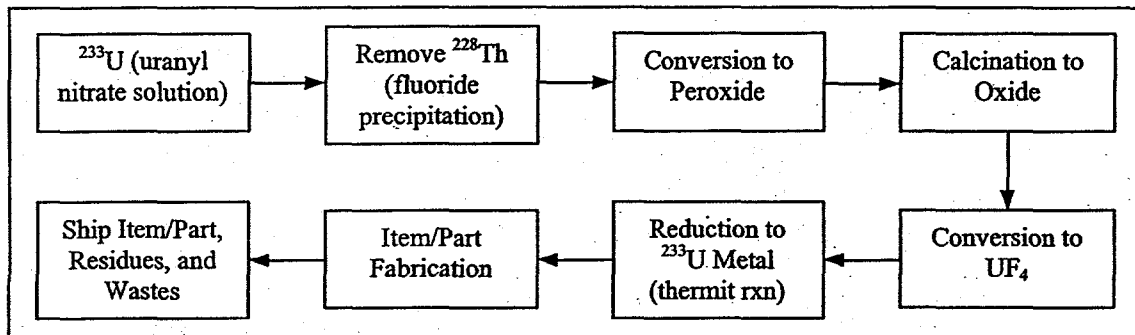 ²³³U (uranyl
nitrate solution)
Remove ²²⁸Th
(fluoride
precipitation)
Conversion to
Peroxide
Calcination to
Oxide
Conversion to
UF₄
Reduction to
²³³U Metal
(thermit rxn)
Item/Part
Fabrication
Ship Item/Part,
Residues, and
Wastes